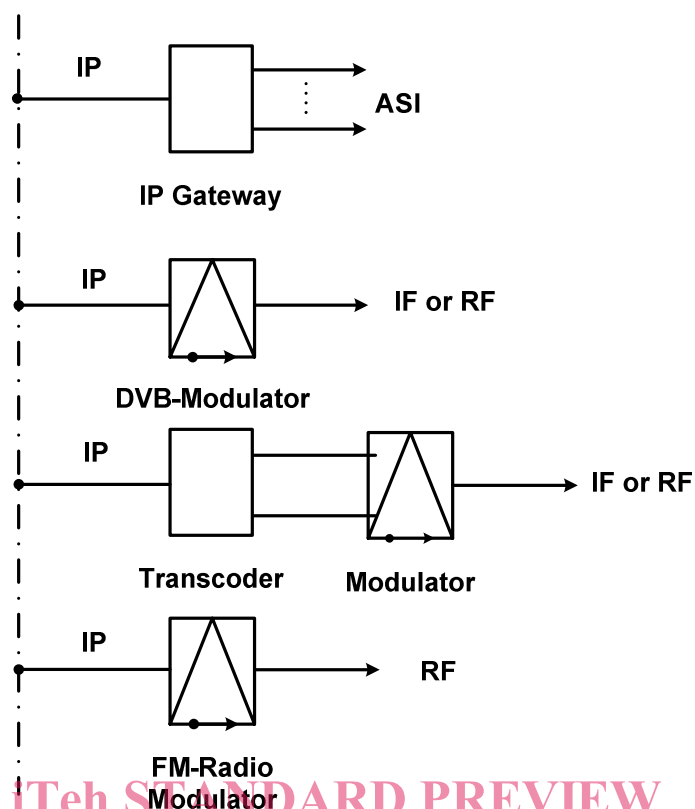 IP
ASI
IP Gateway
IP
IF or RF
DVB-Modulator
IP
IF or RF
Transcoder
Modulator
IP
RF
FM-Radio
Modulator
iTeh STANDARD PREVIEW